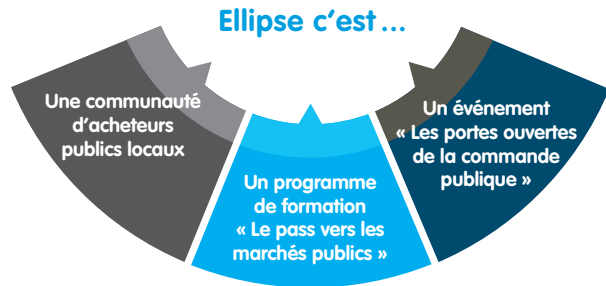 Ellipse c'est ...
Une communauté
d'acheteurs
publics locaux
Un programme
de formation
« Le pass vers les
marchés publics »
Un événement
« Les portes ouvertes
de la commande
publique »